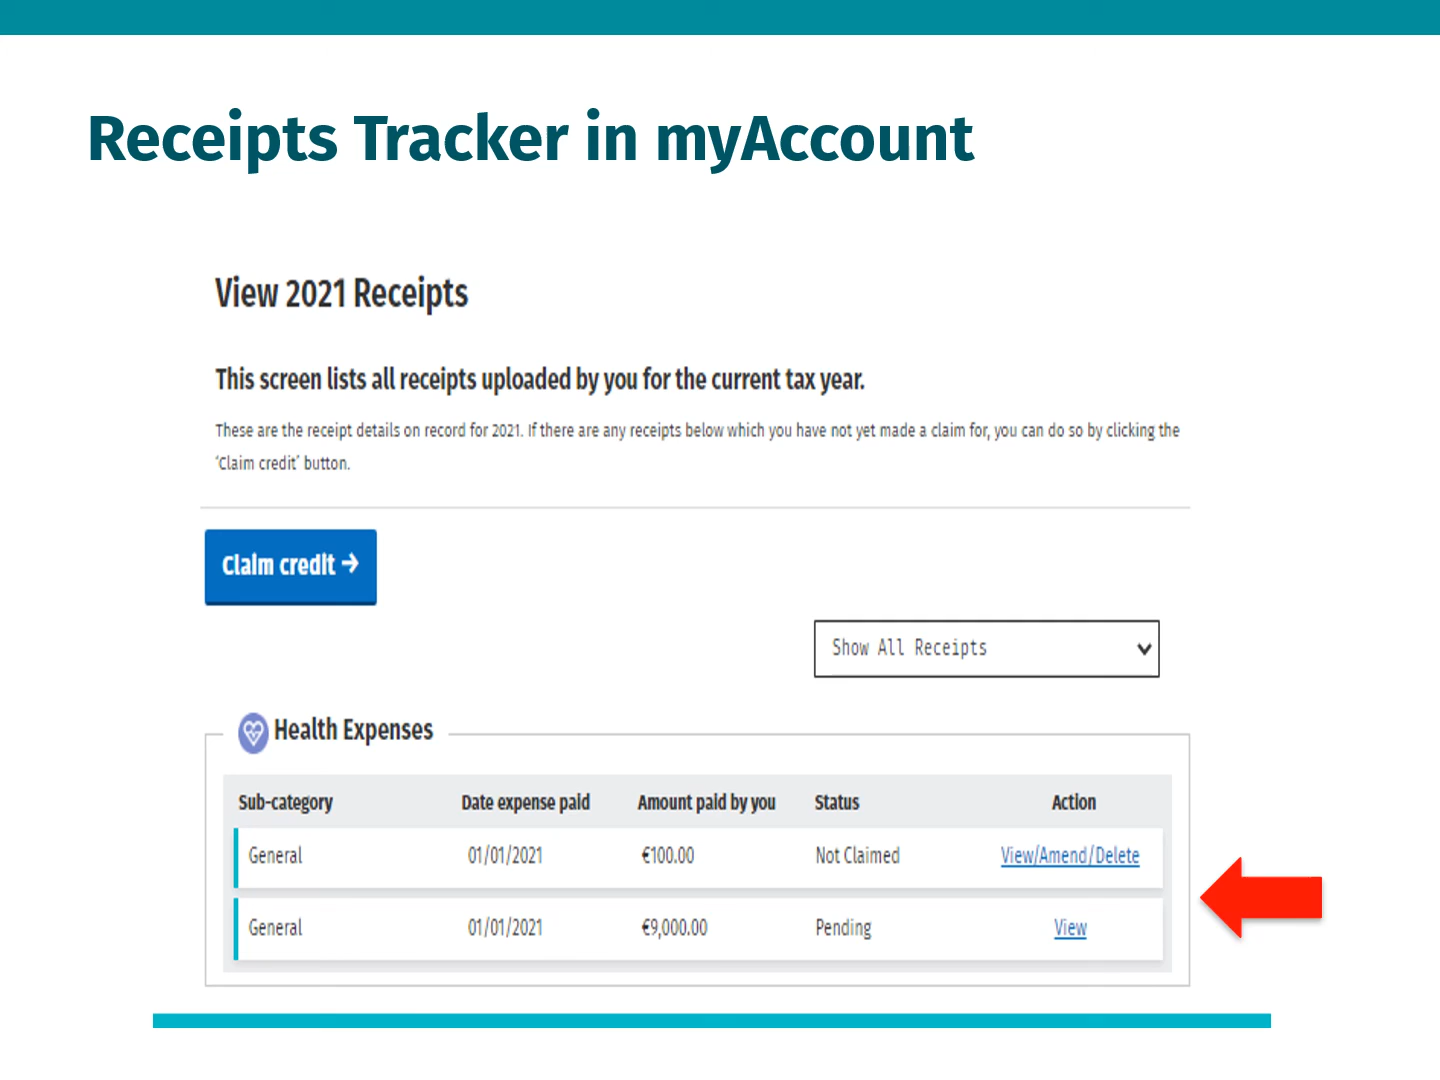 Receipts Tracker in myAccount
View 2021 Receipts
This screen lists all receipts uploaded by you for the current tax year.
These are the receipt details on record for 2021. If there are any receipts below which you have not yet made a claim for, you can do so by clicking the
'Claim credit' button.
Claim credit →
Show All Receipts
Health Expenses
Sub-category Date expense paid Amount paid by you Status Action
General 01/01/2021 €100.00 Not Claimed View/Amend/Delete
General 01/01/2021 €9,000.00 Pending View